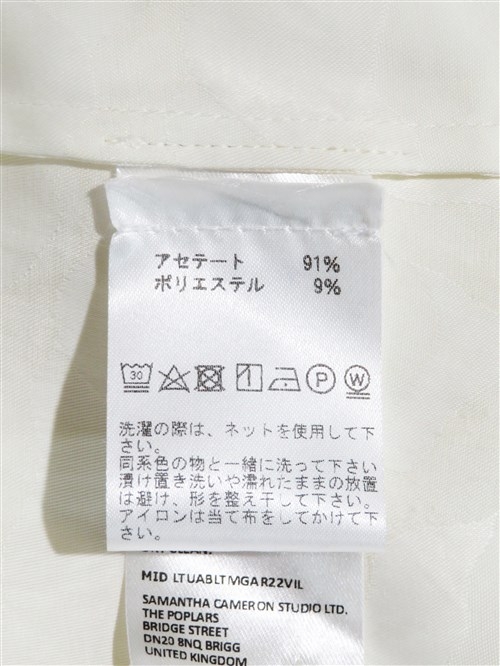 アセテート 91%
ポリエステル 9%
30 P W
洗濯の際は、ネットを使用して下
さい。
同系色の物と一緒に洗って下さい
漬け置き洗いや濡れたままの放置
は避け、形を整え干して下さい。
アイロンは当て布をしてかけて下
さい。
MID LTUABLTMGAR22VIL
SAMANTHA CAMERON STUDIO LTD.
THE POPLARS
BRIDGE STREET
DN20 8NQ BRIGG
UNITED KINGDOM